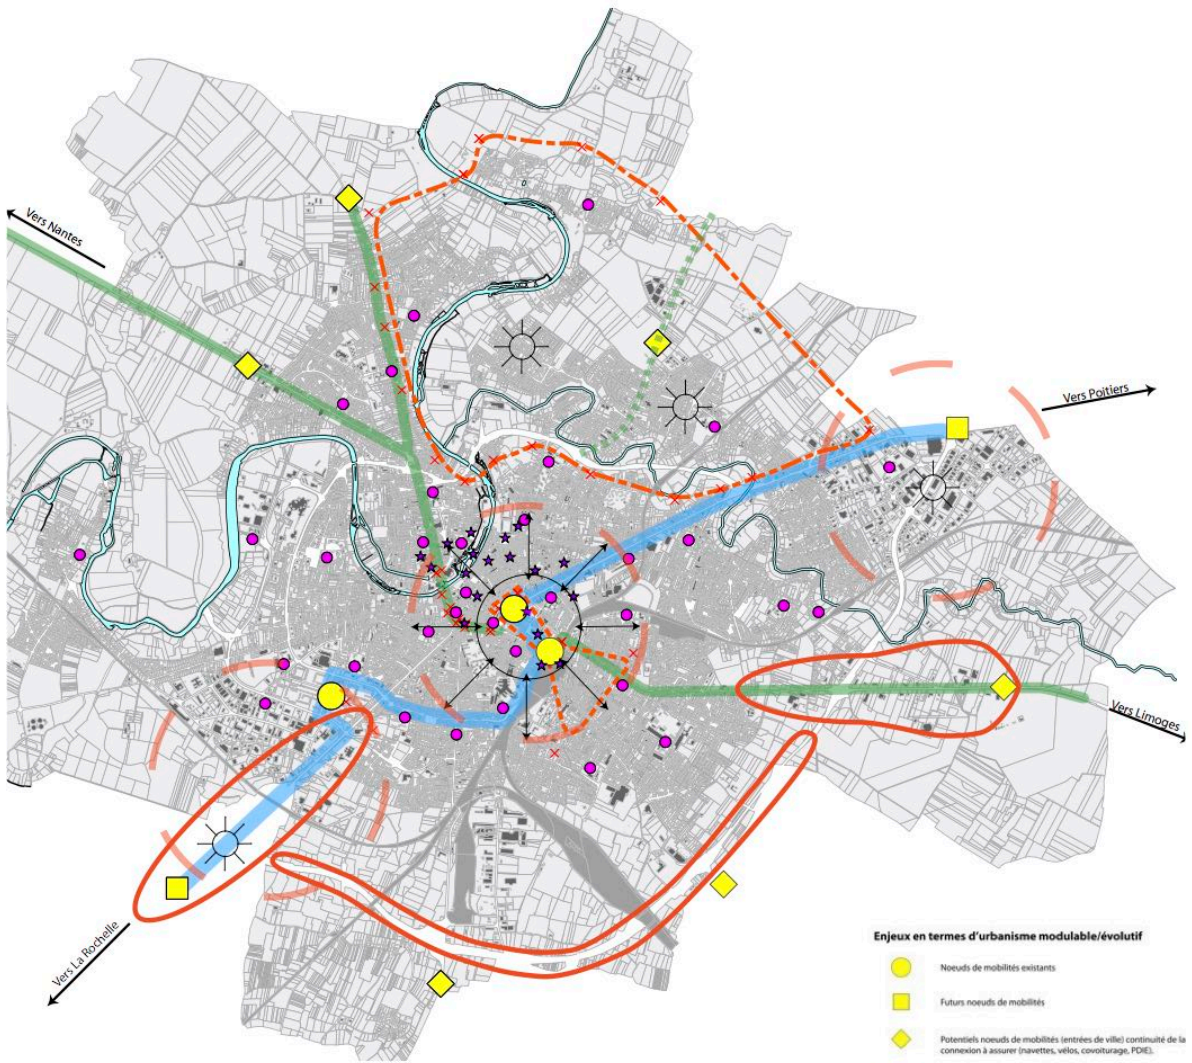 Vers Nantes
Vers Poitiers
Vers Limoges
Vers La Rochelle
Enjeux en termes d'urbanisme modulable/évolutif
Noeuds de mobilités existants
Futurs noeuds de mobilités
Potentiels noeuds de mobilités (entrées de ville) continuité de la
connexion à assurer (navettes, vélos, covoiturage, PDIE).